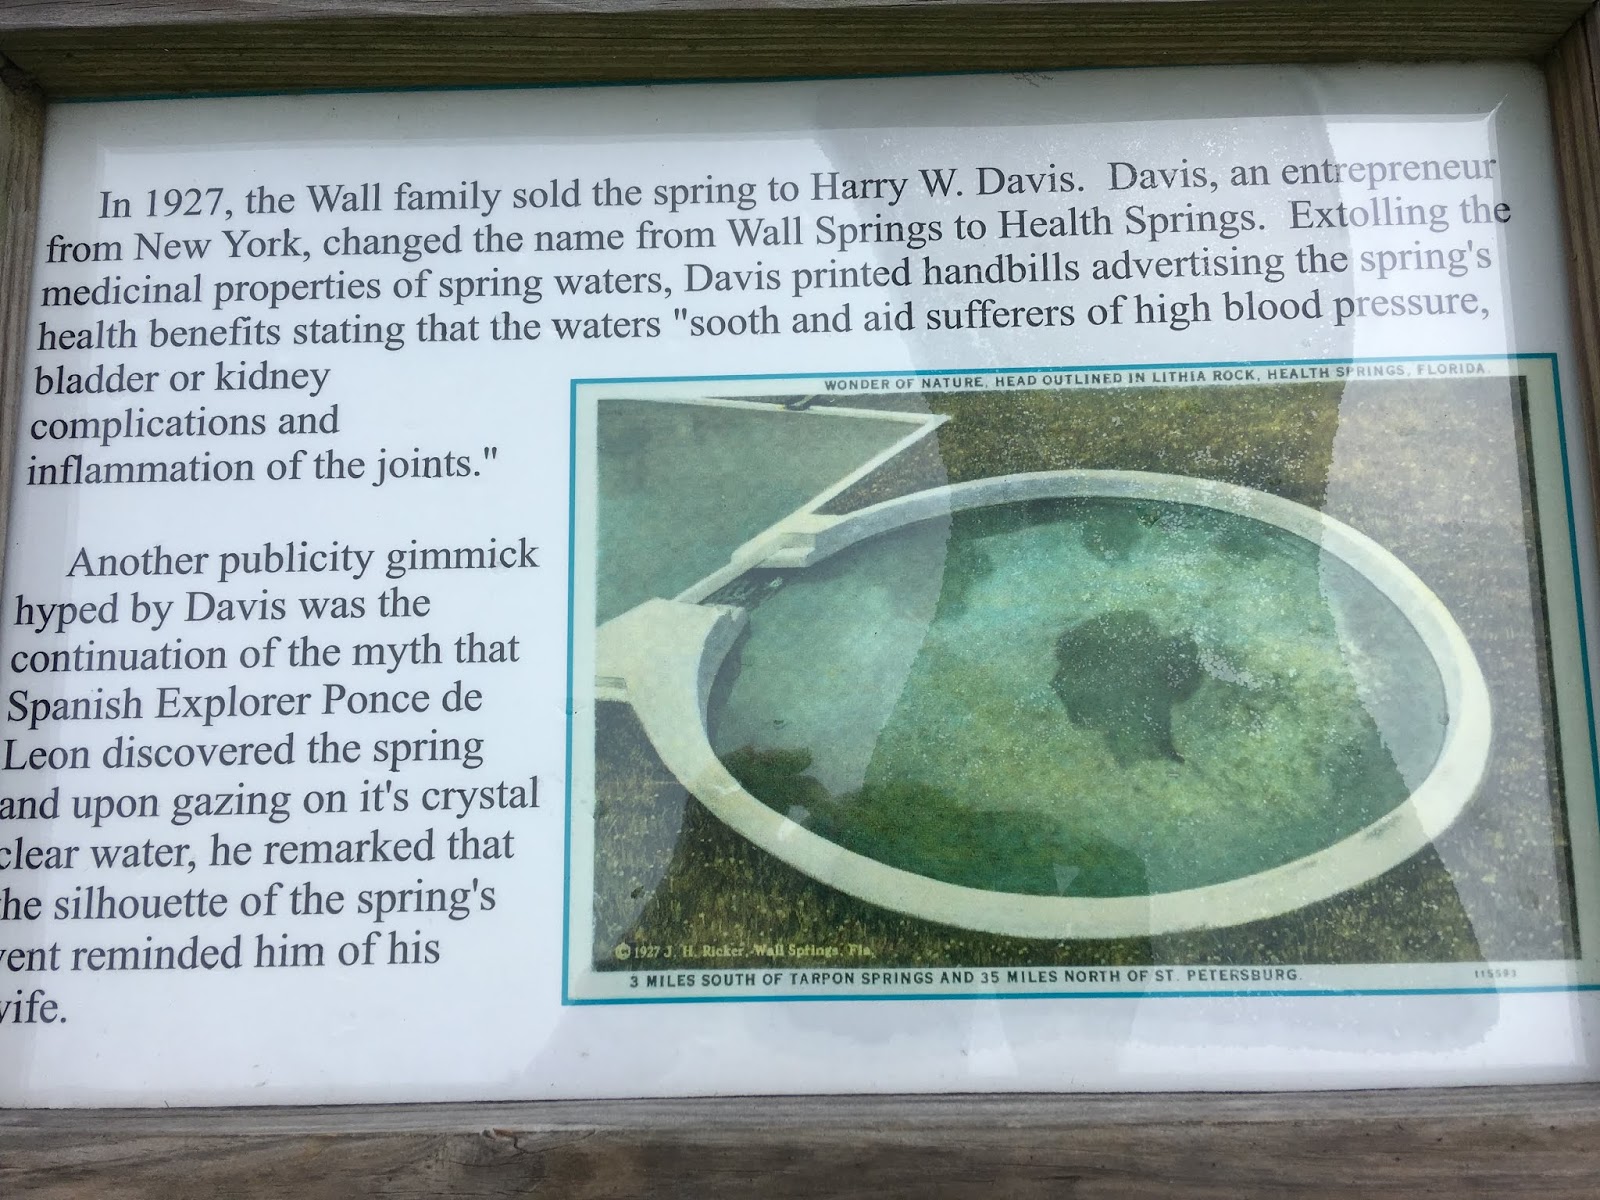 In 1927, the Wall family sold the spring to Harry W. Davis. Davis, an entrepreneur
from New York, changed the name from Wall Springs to Health Springs. Extolling the
medicinal properties of spring waters, Davis printed handbills advertising the spring's
health benefits stating that the waters "sooth and aid sufferers of high blood pressure,
bladder or kidney
complications and
inflammation of the joints."
Another publicity gimmick
hyped by Davis was the
continuation of the myth that
Spanish Explorer Ponce de
Leon discovered the spring
and upon gazing on it's crystal
clear water, he remarked that
he silhouette of the spring's
vent reminded him of his
wife.
WONDER OF NATURE, HEAD OUTLINED IN LITHIA ROCK, HEALTH SPRINGS, FLORIDA.
© 1927 J. H. Ricker, Wall Springs, Fla.
3 MILES SOUTH OF TARPON SPRINGS AND 35 MILES NORTH OF ST. PETERSBURG.